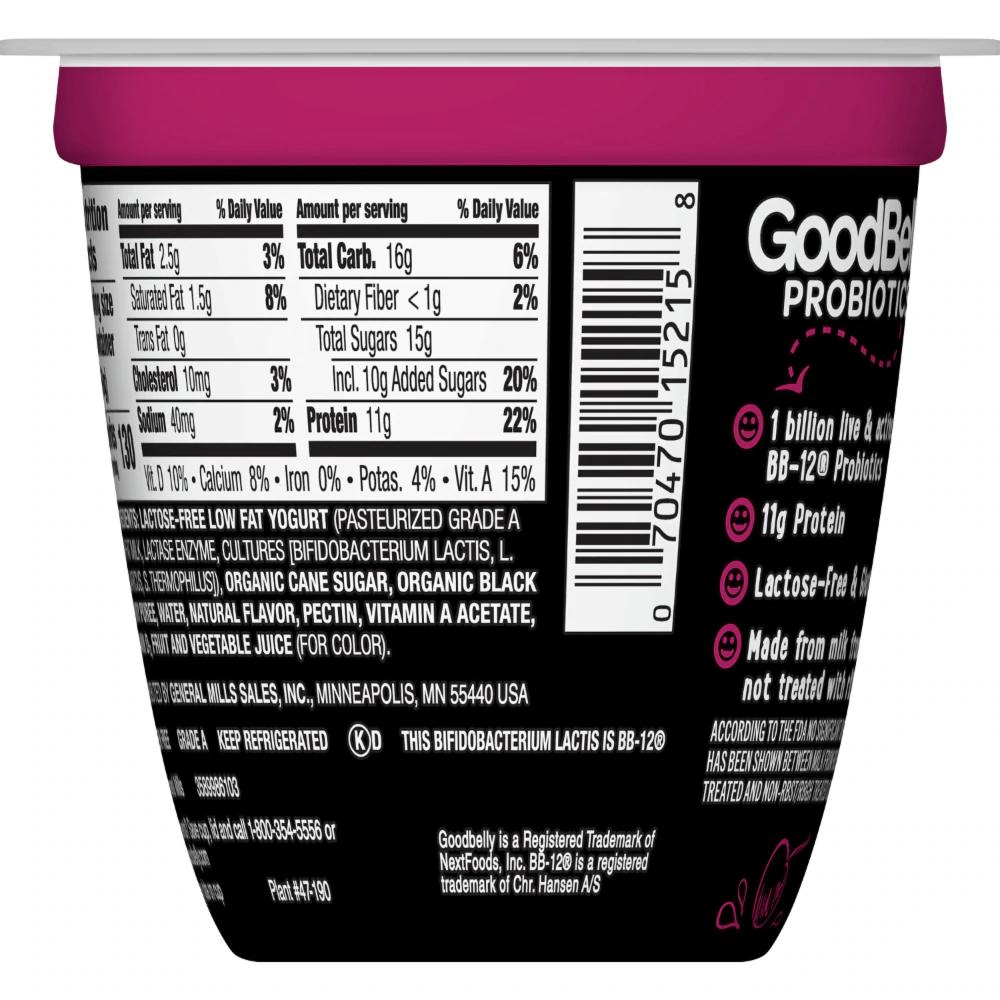 Amount per serving % Daily Value
Total Fat 2.5g 3%
Saturated Fat 1.5g 8%
Trans Fat 0g
Cholesterol 10mg 3%
Sodium 40mg 2%
130
Amount per serving % Daily Value
Total Carb. 16g 6%
Dietary Fiber <1g 2%
Total Sugars 15g
Incl. 10g Added Sugars 20%
Protein 11g 22%
Vit. D 10% • Calcium 8% • Iron 0% • Potas. 4% • Vit. A 15%
LACTOSE-FREE LOW FAT YOGURT (PASTEURIZED GRADE A
LACTASE ENZYME, CULTURES [BIFIDOBACTERIUM LACTIS, L.
S. THERMOPHILUS]), ORGANIC CANE SUGAR, ORGANIC BLACK
WATER, NATURAL FLAVOR, PECTIN, VITAMIN A ACETATE,
FRUIT AND VEGETABLE JUICE (FOR COLOR).
BY GENERAL MILLS SALES, INC., MINNEAPOLIS, MN 55440 USA
GRADE A KEEP REFRIGERATED K D THIS BIFIDOBACTERIUM LACTIS IS BB-12®
3589986103
cup, lid and call 1-800-354-5556 or
Plant #47-190
Goodbelly is a Registered Trademark of
NextFoods, Inc. BB-12® is a registered
trademark of Chr. Hansen A/S
0 70470 15215 8
GoodBel
PROBIOTICS
1 billion live &
BB-12® Probiotics
11g Protein
Lactose-Free &
Made from milk
not treated with
ACCORDING TO THE FDA NO
HAS BEEN SHOWN BETWEEN
TREATED AND NON-RBST